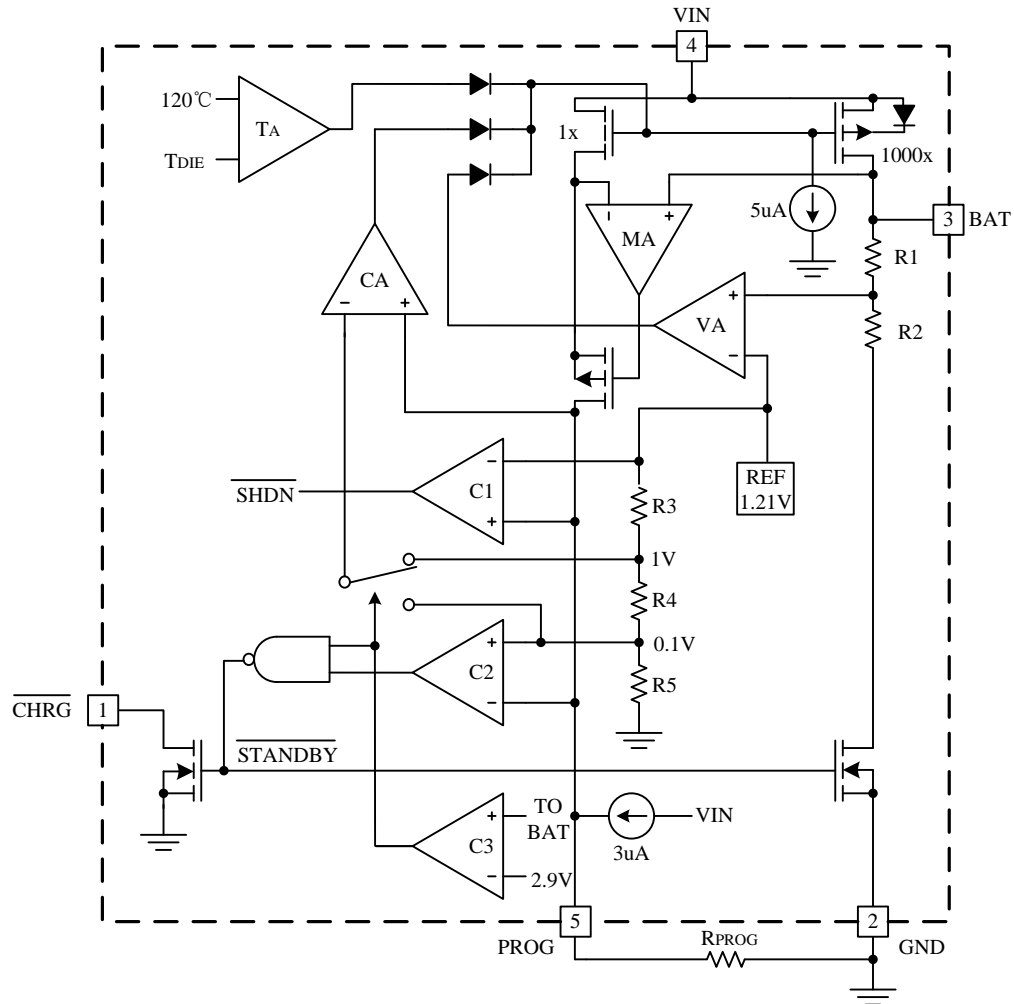 VIN
4
120℃
TA
TDIE
1x
1000x
5uA
3
BAT
MA
R1
CA
VA
R2
REF
1.21V
C1
SHDN
R3
1V
R4
0.1V
C2
R5
CHRG
1
STANDBY
TO
BAT
VIN
C3
3uA
2.9V
5
2
PROG
RPROG
GND
+
−
+
−
+
−
+
−
+
−
+
−
+
−